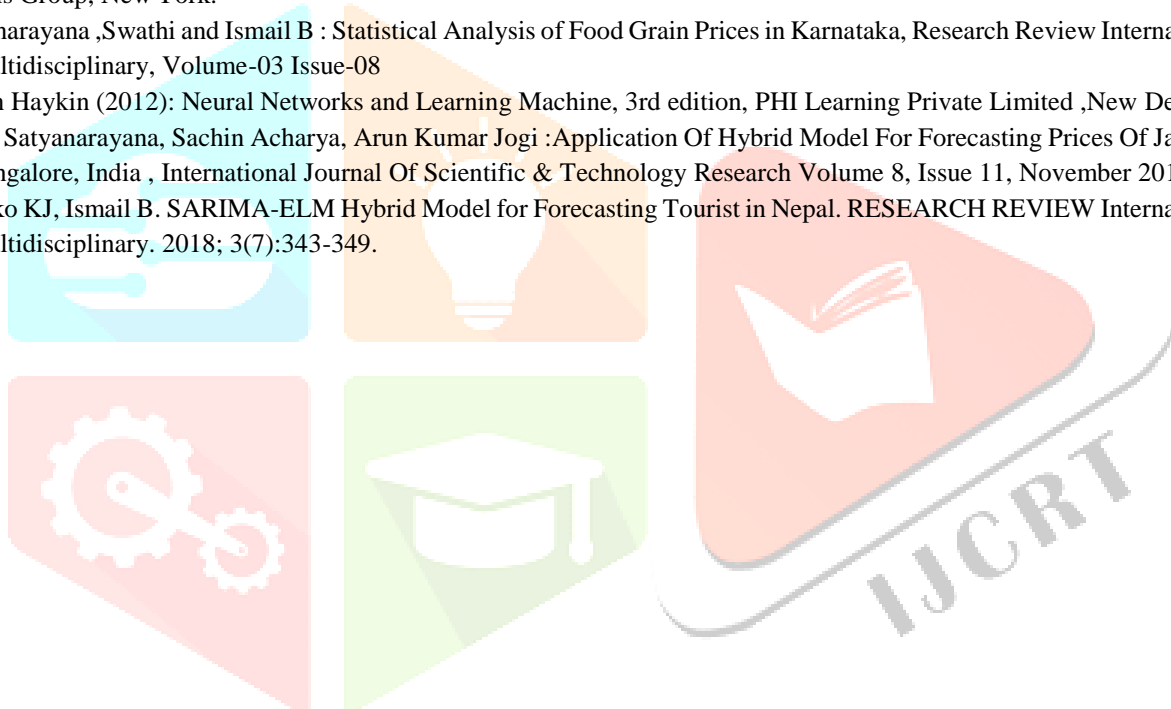 is Group, New York.
narayana ,Swathi and Ismail B : Statistical Analysis of Food Grain Prices in Karnataka, Research Review Interna
ltidisciplinary, Volume-03 Issue-08
n Haykin (2012): Neural Networks and Learning Machine, 3rd edition, PHI Learning Private Limited ,New De
Satyanarayana, Sachin Acharya, Arun Kumar Jogi :Application Of Hybrid Model For Forecasting Prices Of Ja
ngalore, India , International Journal Of Scientific & Technology Research Volume 8, Issue 11, November 201
ko KJ, Ismail B. SARIMA-ELM Hybrid Model for Forecasting Tourist in Nepal. RESEARCH REVIEW Interna
ltidisciplinary. 2018; 3(7):343-349.
IJCRT